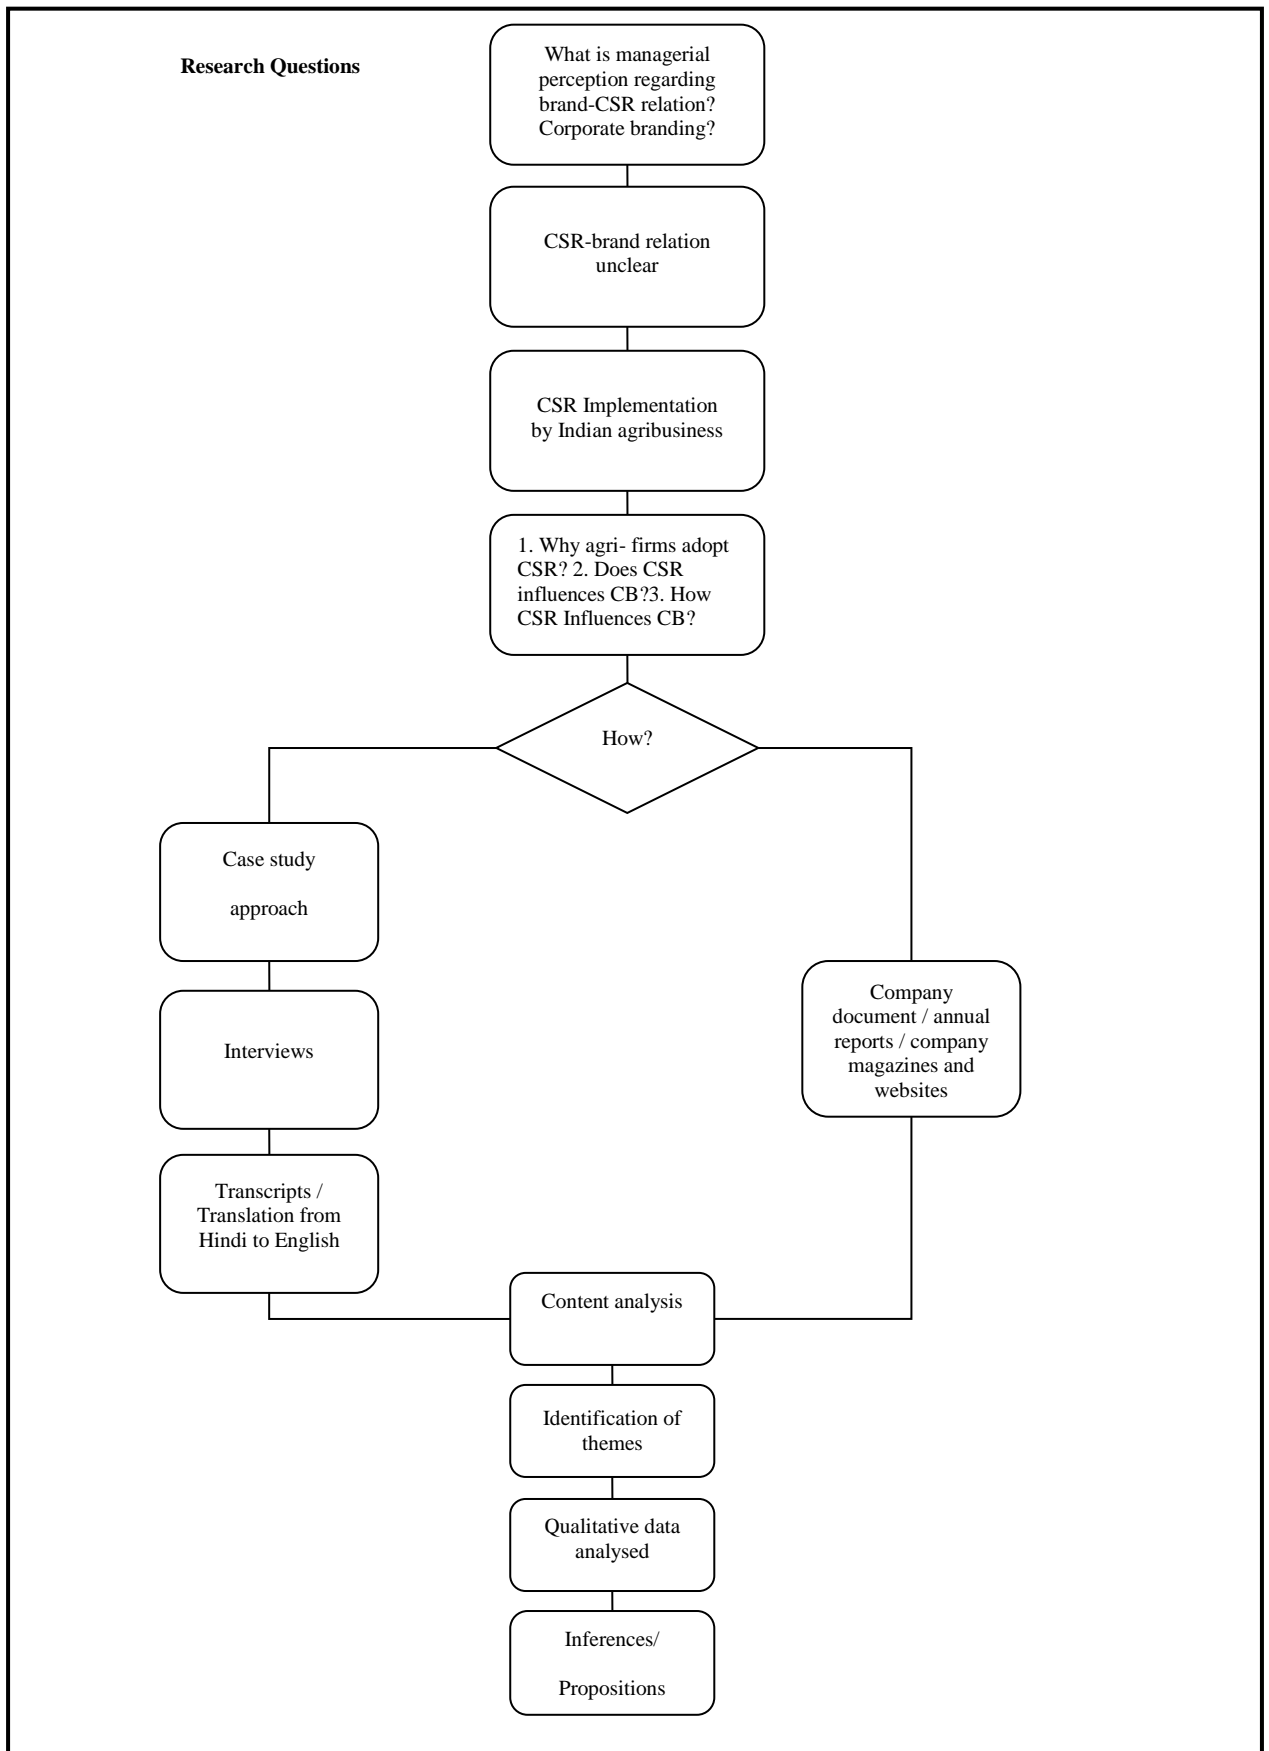 Research Questions
What is managerial
perception regarding
brand-CSR relation?
Corporate branding?
CSR-brand relation
unclear
CSR Implementation
by Indian agribusiness
1. Why agri- firms adopt
CSR? 2. Does CSR
influences CB?3. How
CSR Influences CB?
How?
Case study
approach
Interviews
Transcripts /
Translation from
Hindi to English
Company
document / annual
reports / company
magazines and
websites
Content analysis
Identification of
themes
Qualitative data
analysed
Inferences/
Propositions